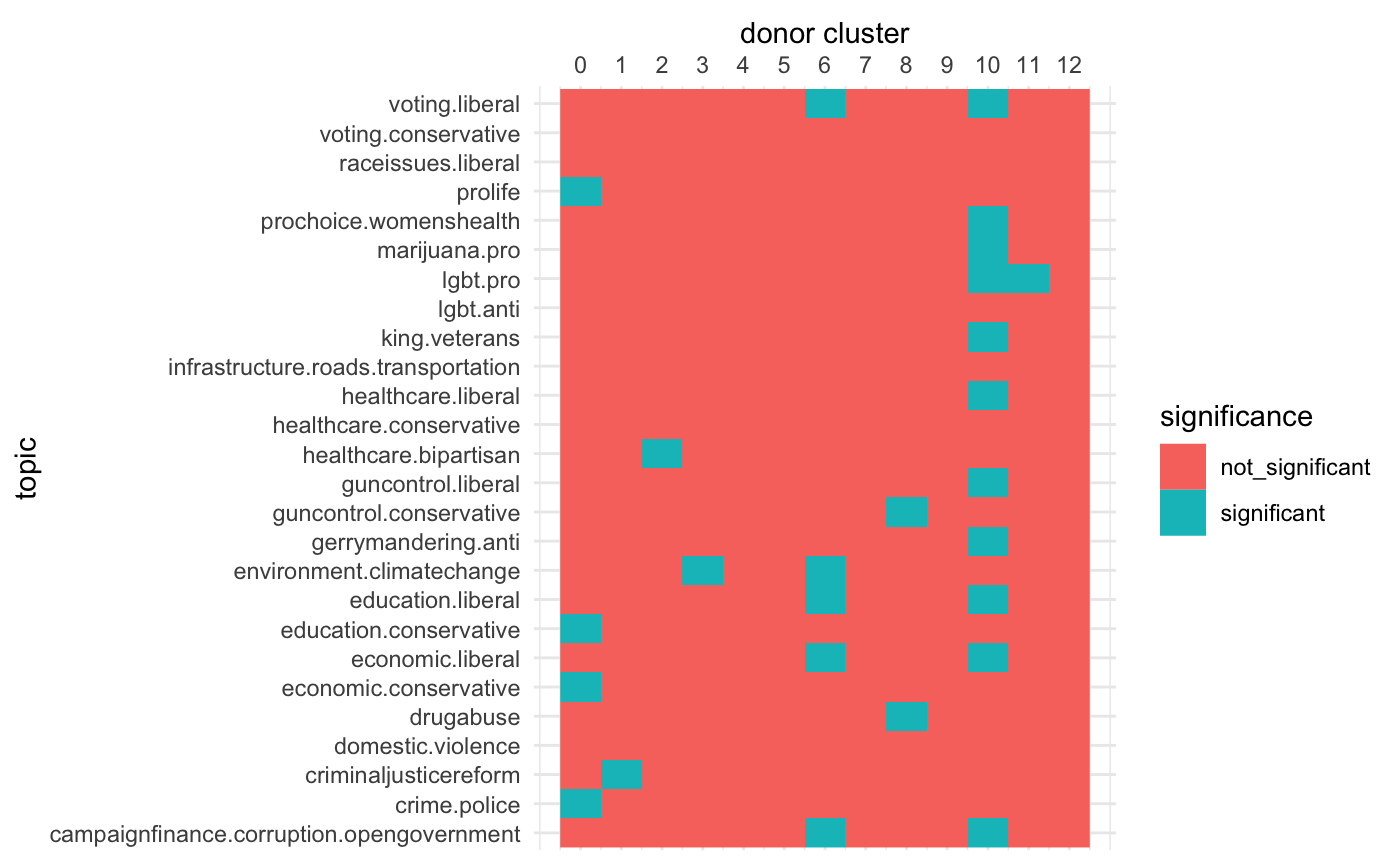 donor cluster
0 1 2 3 4 5 6 7 8 9 10 11 12
voting.liberal
voting.conservative
raceissues.liberal
prolife
prochoice.womenshealth
marijuana.pro
lgbt.pro
lgbt.anti
king.veterans
infrastructure.roads.transportation
healthcare.liberal
healthcare.conservative
healthcare.bipartisan
guncontrol.liberal
guncontrol.conservative
gerrymandering.anti
environment.climatechange
education.liberal
education.conservative
economic.liberal
economic.conservative
drugabuse
domestic.violence
criminaljusticereform
crime.police
campaignfinance.corruption.opengovernment
topic
significance
not_significant
significant